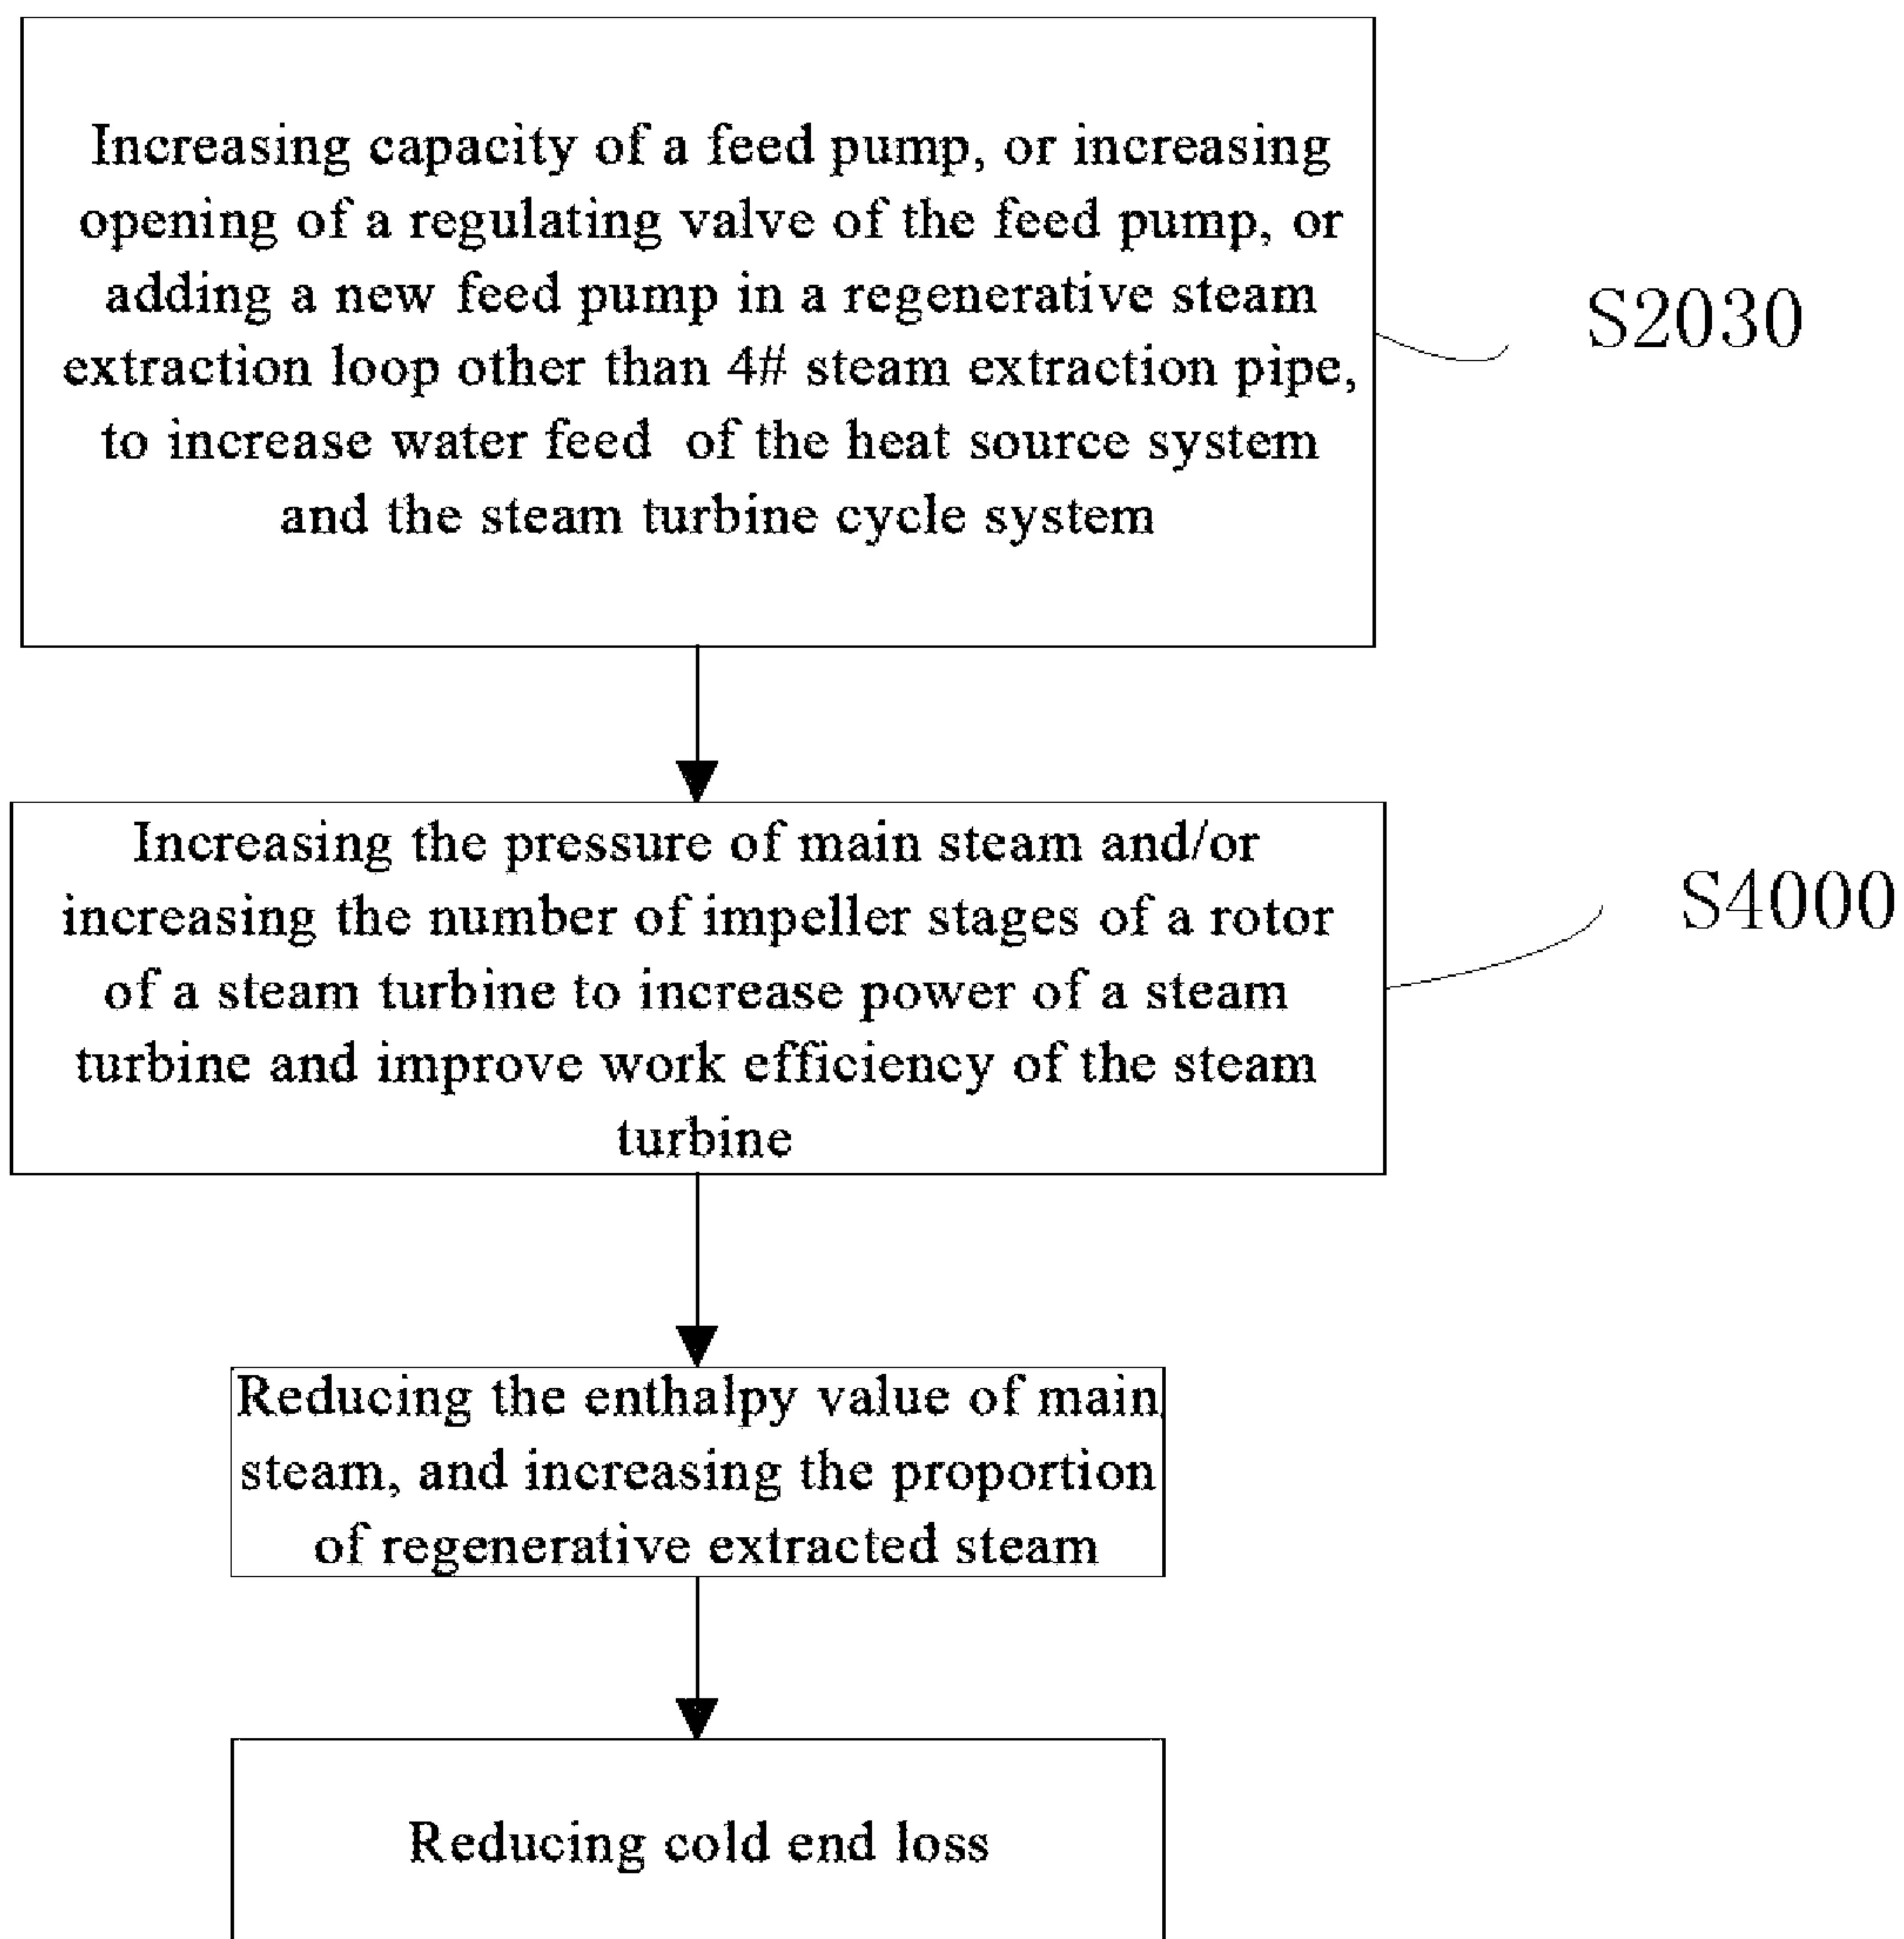 Increasing capacity of a feed pump, or increasing
opening of a regulating valve of the feed pump, or
adding a new feed pump in a regenerative steam
extraction loop other than 4# steam extraction pipe,
to increase water feed of the heat source system
and the steam turbine cycle system
S2030
Increasing the pressure of main steam and/or
increasing the number of impeller stages of a rotor
of a steam turbine to increase power of a steam
turbine and improve work efficiency of the steam
turbine
S4000
Reducing the enthalpy value of main
steam, and increasing the proportion
of regenerative extracted steam
Reducing cold end loss